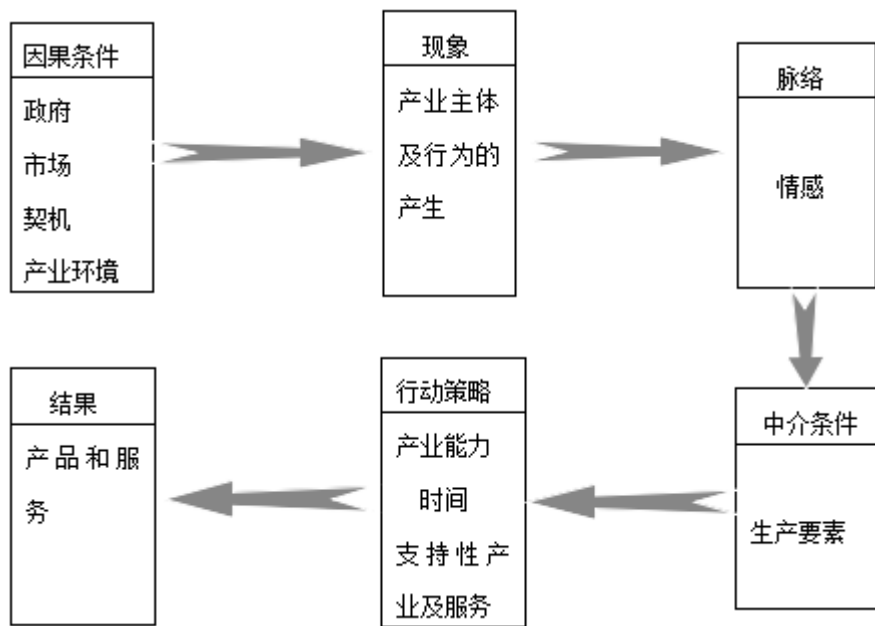 因果条件
政府
市场
契机
产业环境
现象
产业主体
及行为的
产生
脉络
情感
中介条件
生产要素
行动策略
产业能力
时间
支持性产
业及服务
结果
产品和服
务